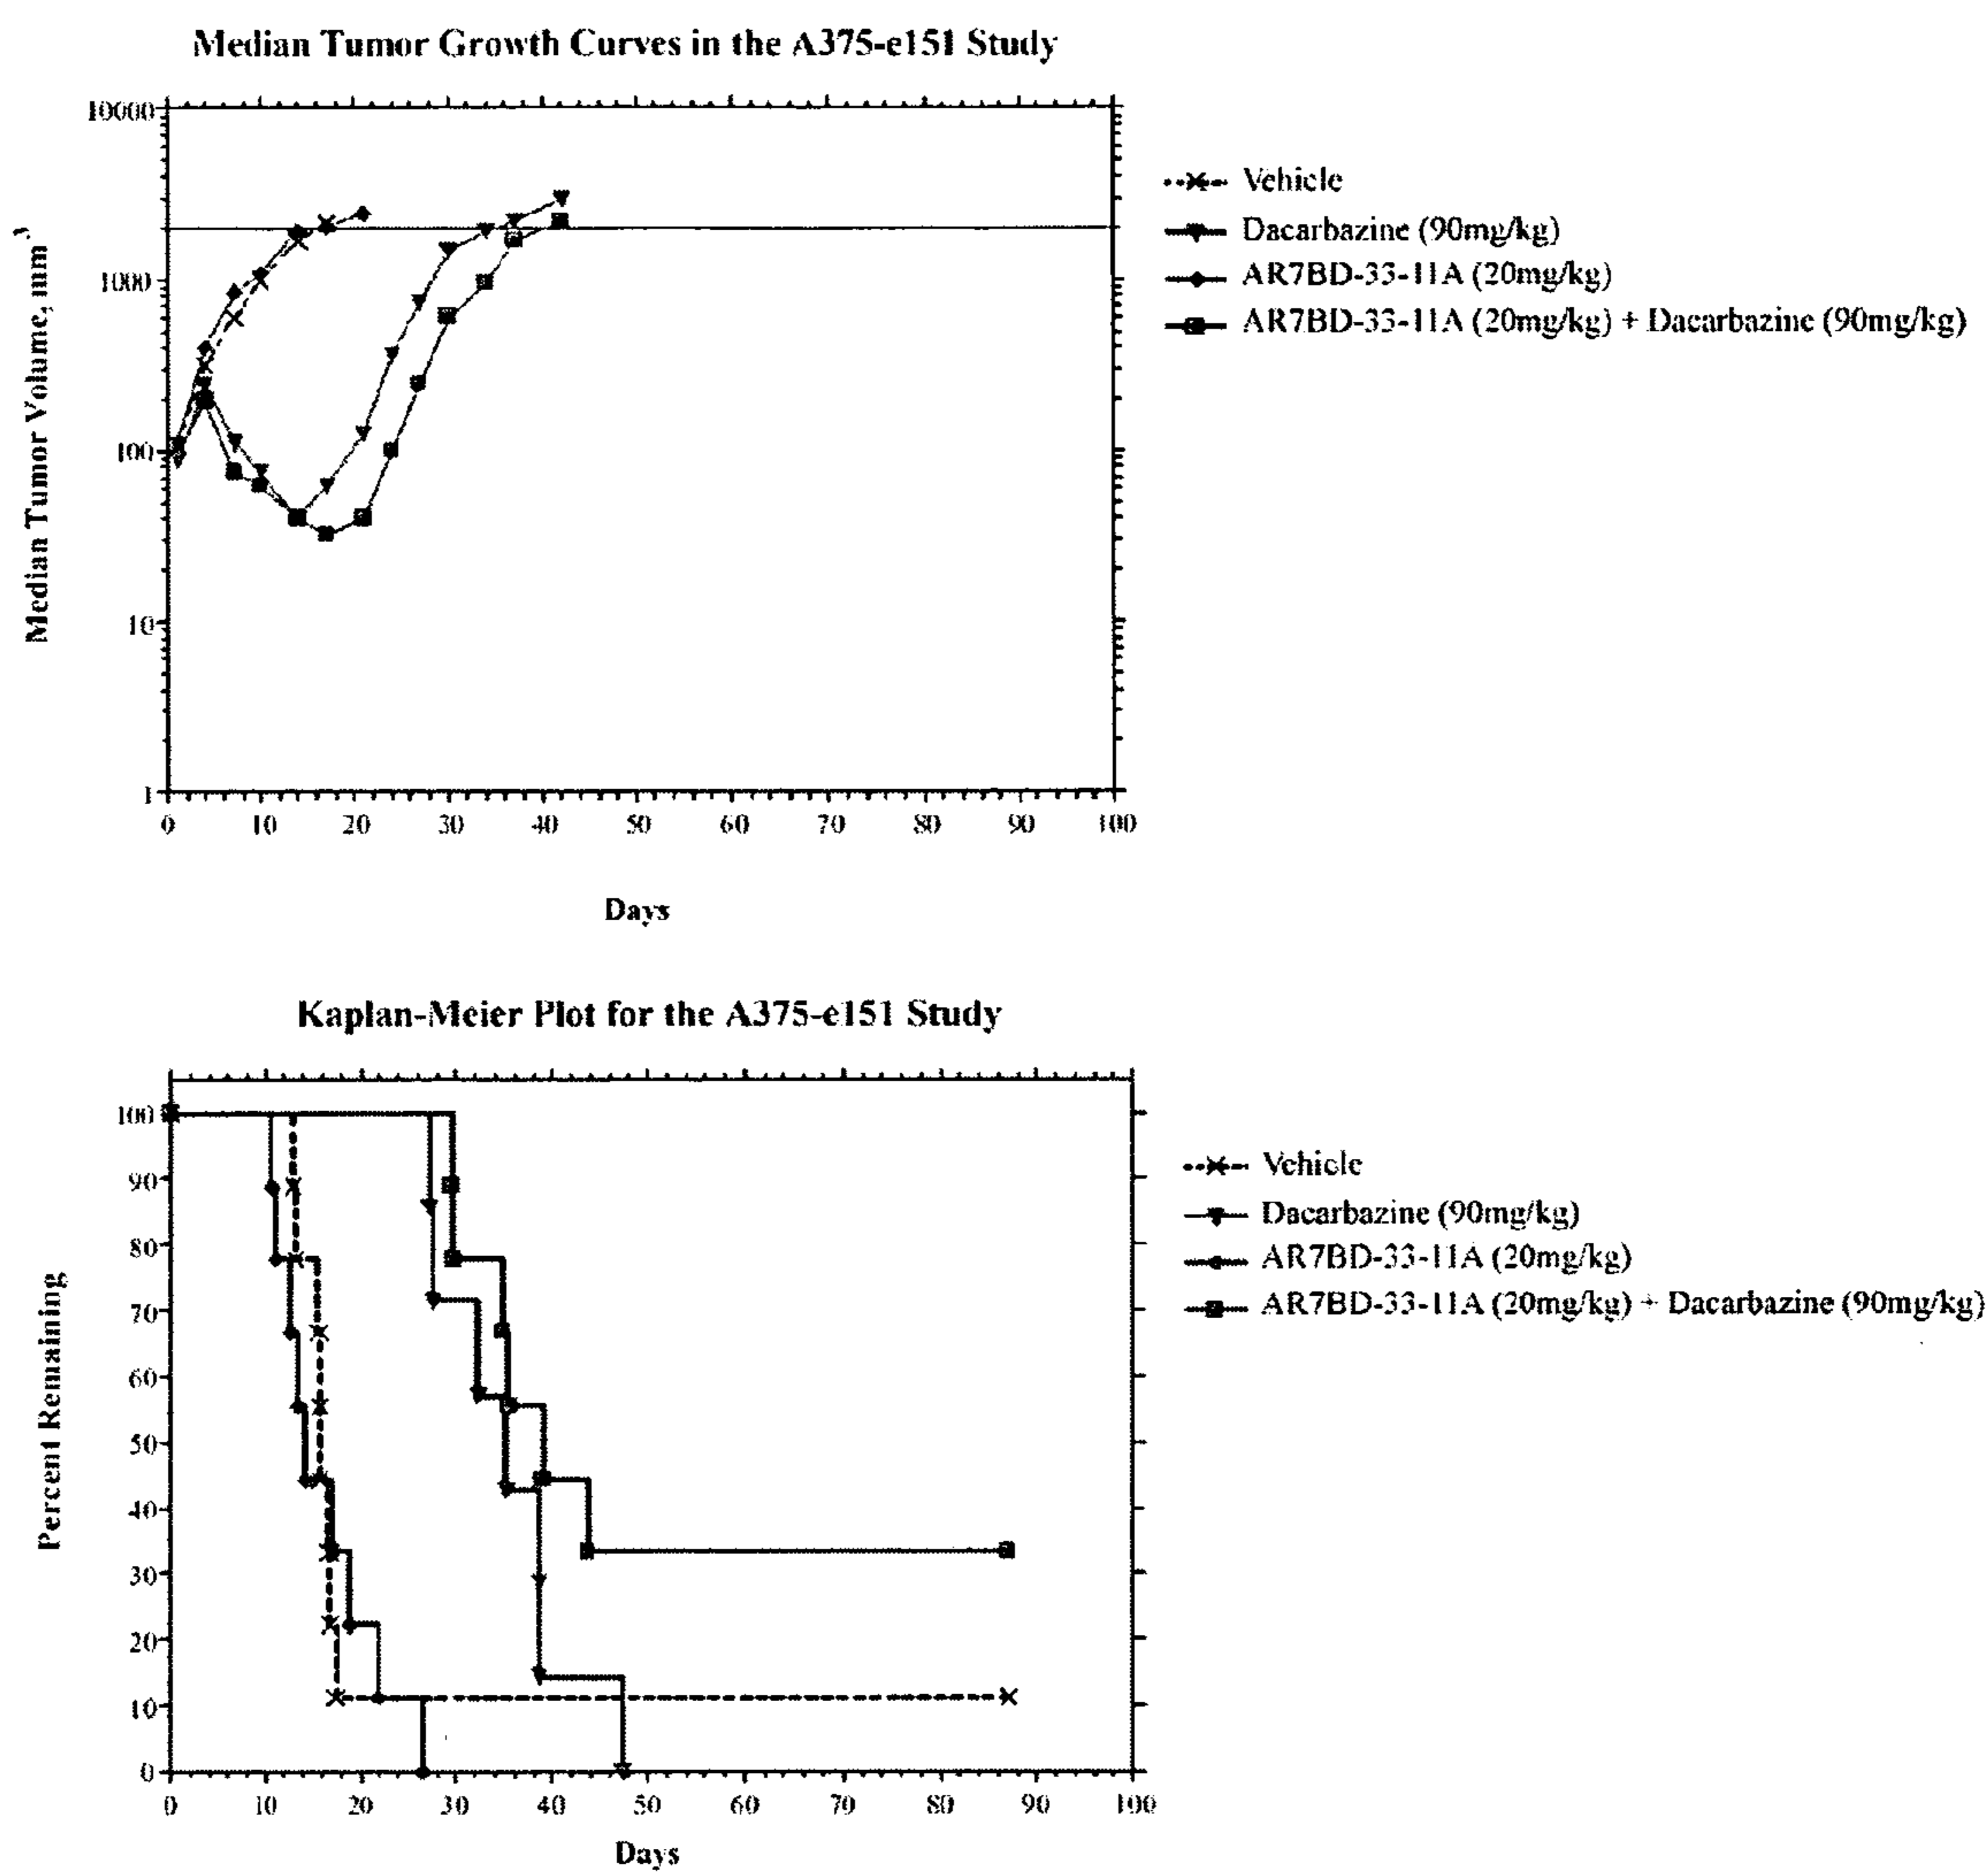 Median Tumor Growth Curves in the A375-e151 Study
10000
1000
100
10
1
Median Tumor Volume, mm³
0 10 20 30 40 50 60 70 80 90 100
Days
Vehicle
Dacarbazine (90mg/kg)
AR7BD-33-11A (20mg/kg)
AR7BD-33-11A (20mg/kg) + Dacarbazine (90mg/kg)
Kaplan-Meier Plot for the A375-e151 Study
100
90
80
70
60
50
40
30
20
10
0
Percent Remaining
0 10 20 30 40 50 60 70 80 90 100
Days
Vehicle
Dacarbazine (90mg/kg)
AR7BD-33-11A (20mg/kg)
AR7BD-33-11A (20mg/kg) + Dacarbazine (90mg/kg)